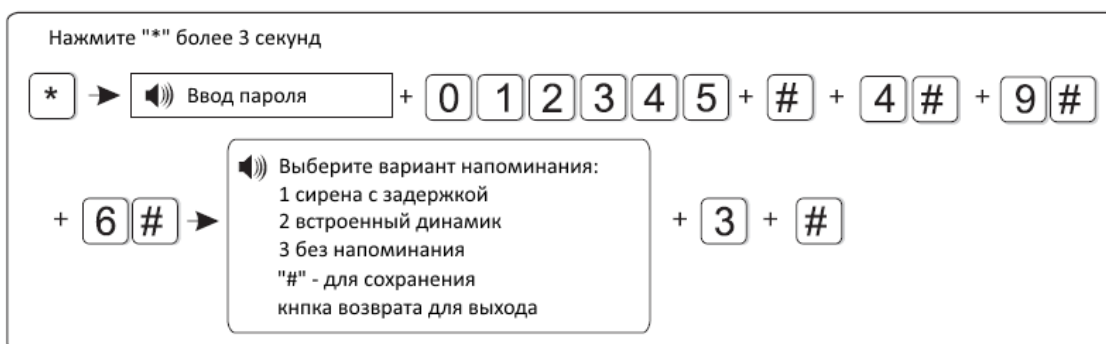 Нажмите "*" более 3 секунд
* Ввод пароля + 0 1 2 3 4 5 + # + 4 # + 9 #
+ 6 #
Выберите вариант напоминания:
1 сирена с задержкой
2 встроенный динамик
3 без напоминания
"#" - для сохранения
кнпка возврата для выхода
+ 3 + #